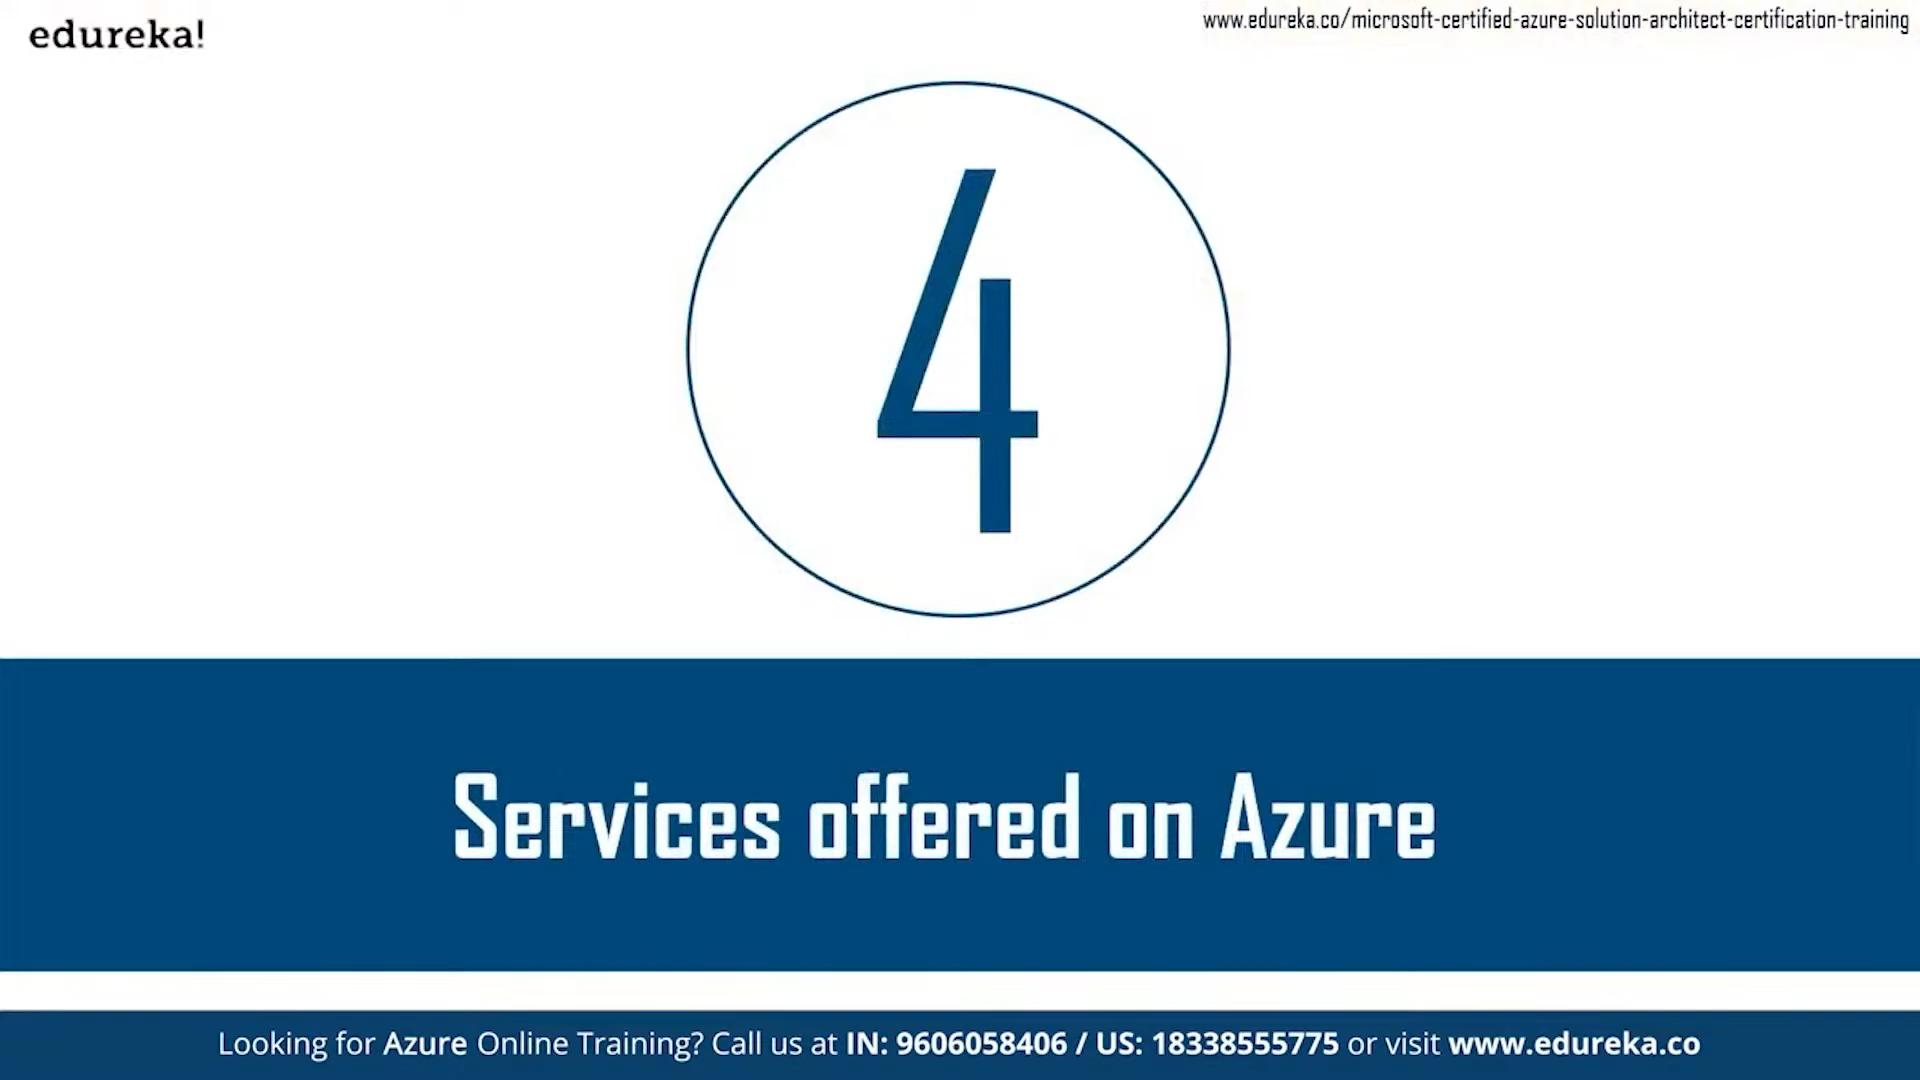 edureka!
www.edureka.co/microsoft-certified-azure-solution-architect-certification-training
4
Services offered on Azure
Looking for Azure Online Training? Call us at IN: 9606058406 / US: 18338555775 or visit www.edureka.co